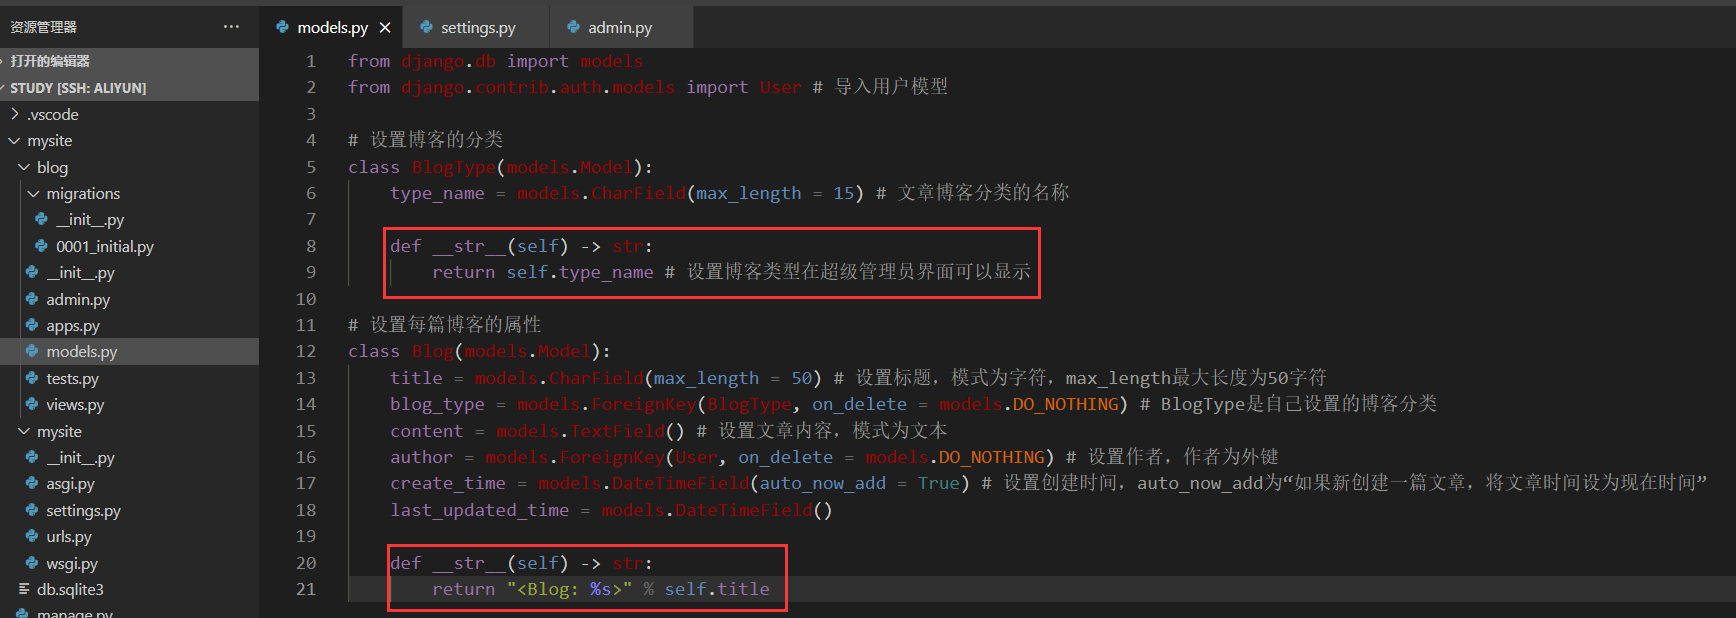 资源管理器 ···
打开的编辑器
STUDY [SSH: ALIYUN]
.vscode
mysite
blog
migrations
__init__.py
0001_initial.py
__init__.py
admin.py
apps.py
models.py
tests.py
views.py
mysite
__init__.py
asgi.py
settings.py
urls.py
wsgi.py
db.sqlite3
manage.py
models.py settings.py admin.py
1 from django.db import models
2 from django.contrib.auth.models import User # 导入用户模型
3
4 # 设置博客的分类
5 class BlogType(models.Model):
6     type_name = models.CharField(max_length = 15) # 文章博客分类的名称
7
8     def __str__(self) -> str:
9         return self.type_name # 设置博客类型在超级管理员界面可以显示
10
11 # 设置每篇博客的属性
12 class Blog(models.Model):
13     title = models.CharField(max_length = 50) # 设置标题，模式为字符，max_length最大长度为50字符
14     blog_type = models.ForeignKey(BlogType, on_delete = models.DO_NOTHING) # BlogType是自己设置的博客分类
15     content = models.TextField() # 设置文章内容，模式为文本
16     author = models.ForeignKey(User, on_delete = models.DO_NOTHING) # 设置作者，作者为外键
17     create_time = models.DateTimeField(auto_now_add = True) # 设置创建时间，auto_now_add为“如果新创建一篇文章，将文章时间设为现在时间”
18     last_updated_time = models.DateTimeField()
19
20     def __str__(self) -> str:
21         return "<Blog: %s>" % self.title